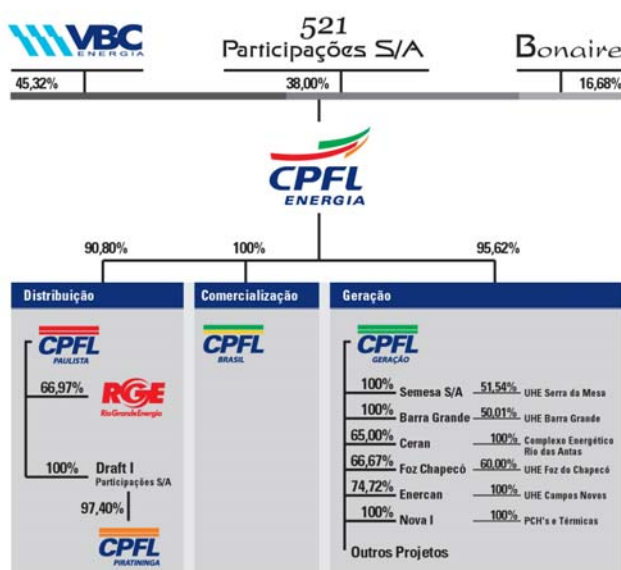 VBC
ENERGIA
521
Participações S/A
Bonaire
45,32%
38,00%
16,68%
CPFL
ENERGIA
90,80%
100%
95,62%
Distribuição
Comercialização
Geração
CPFL
PAULISTA
66,97%
RGE
Rio Grande Energia
100%
Draft I
Participações S/A
97,40%
CPFL
PIRATININGA
CPFL
BRASIL
CPFL
GERAÇÃO
100% Semesa S/A 51,54% UHE Serra da Mesa
100% Barra Grande 50,01% UHE Barra Grande
65,00% Ceran 100% Complexo Energético
Rio das Antas
66,67% Foz Chapecó 60,00% UHE Foz do Chapecó
74,72% Enercan 100% UHE Campos Novos
100% Nova I 100% PCH's e Térmicas
Outros Projetos